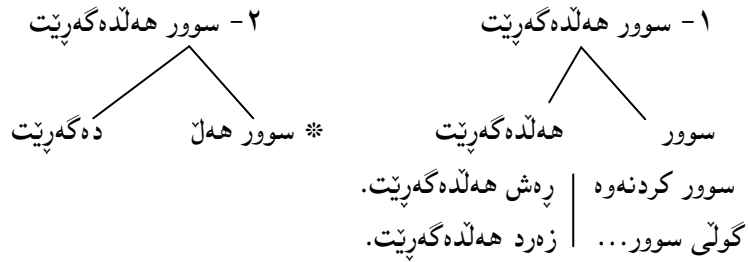 ١- سوور هەڵدەگەڕێت
٢- سوور هەڵدەگەڕێت
سوور هەڵدەگەڕێت
* سوور هەڵ دەگەڕێت
سوور کردنەوە | ڕەش هەڵدەگەڕێت.
گوڵی سوور... | زەرد هەڵدەگەڕێت.